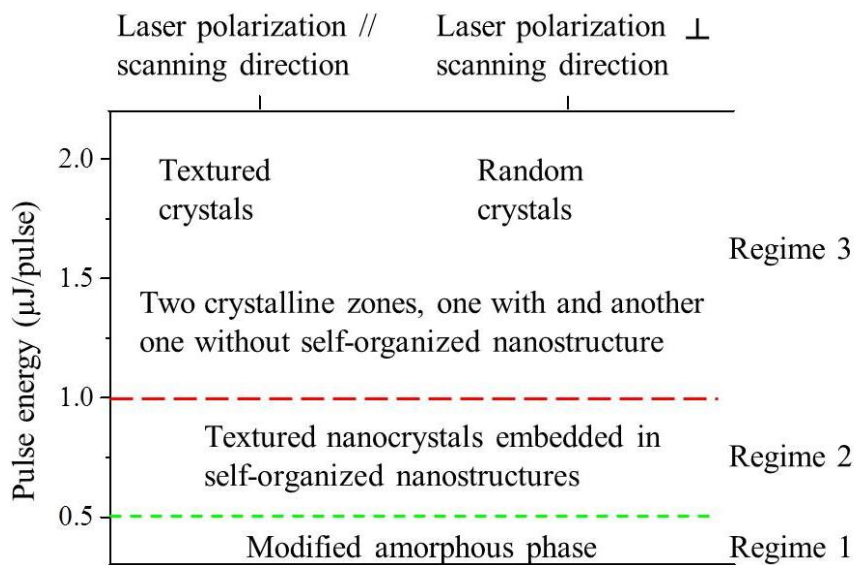 Laser polarization //
scanning direction
Laser polarization ⊥
scanning direction
2.0
1.5
1.0
0.5
Pulse energy (µJ/pulse)
Textured
crystals
Random
crystals
Regime 3
Two crystalline zones, one with and another
one without self-organized nanostructure
Textured nanocrystals embedded in
self-organized nanostructures
Regime 2
Modified amorphous phase
Regime 1